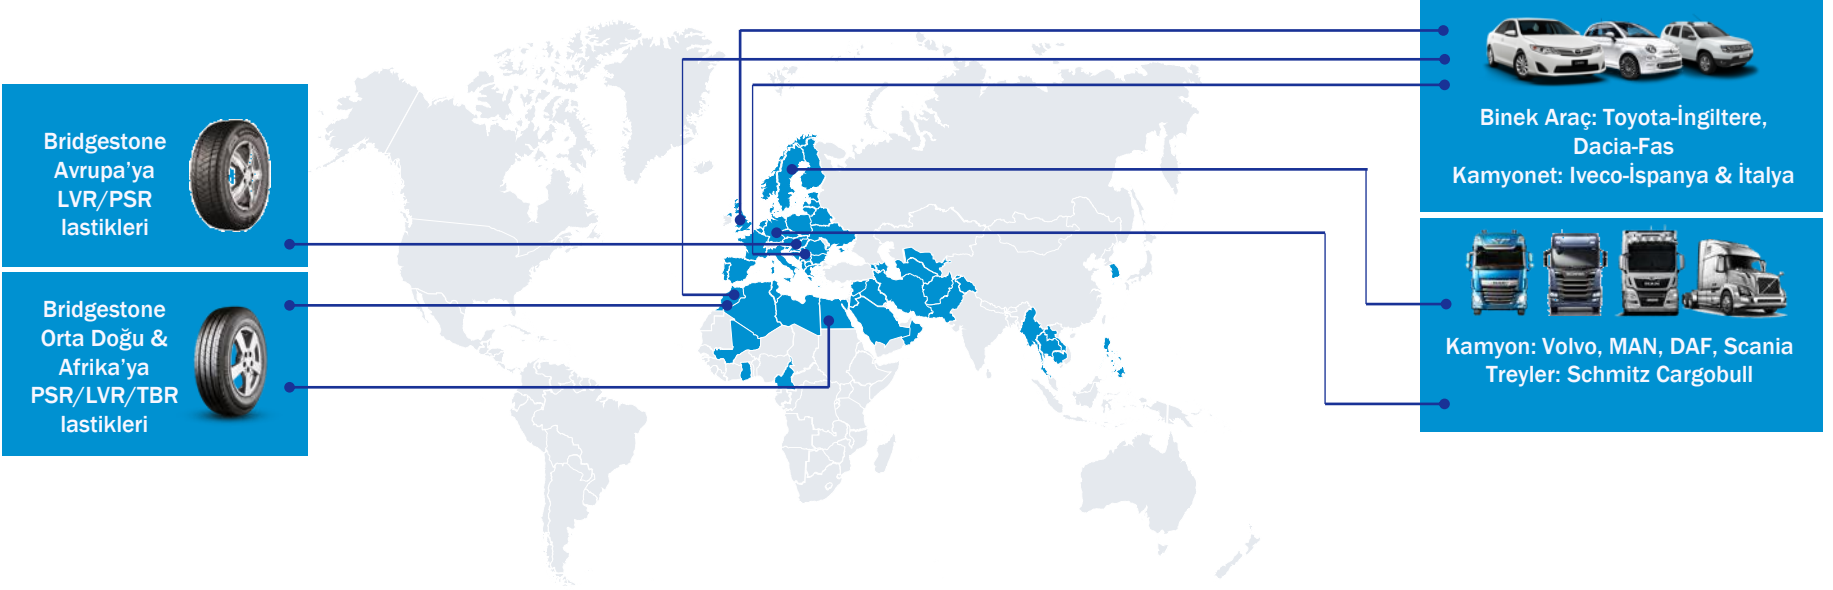 Bridgestone
Avrupa'ya
LVR/PSR
lastikleri
Bridgestone
Orta Doğu &
Afrika'ya
PSR/LVR/TBR
lastikleri
Binek Araç: Toyota-İngiltere,
Dacia-Fas
Kamyonet: Iveco-İspanya & İtalya
Kamyon: Volvo, MAN, DAF, Scania
Treyler: Schmitz Cargobull